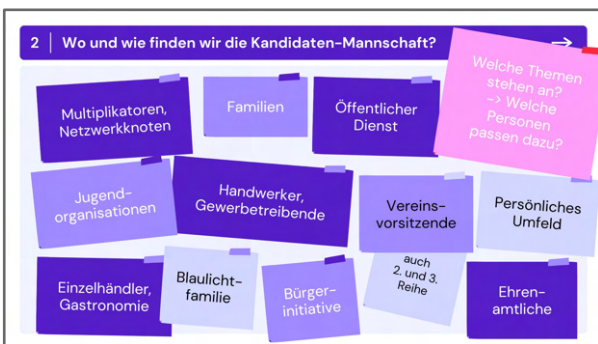 2 | Wo und wie finden wir die Kandidaten-Mannschaft? →
Welche Themen
stehen an?
-> Welche
Personen
passen dazu?
Multiplikatoren,
Netzwerkknoten
Familien
Öffentlicher
Dienst
Jugend-
organisationen
Handwerker,
Gewerbetreibende
Vereins-
vorsitzende
Persönliches
Umfeld
Einzelhändler,
Gastronomie
Blaulicht-
familie
Bürger-
initiative
auch
2. und 3.
Reihe
Ehren-
amtliche